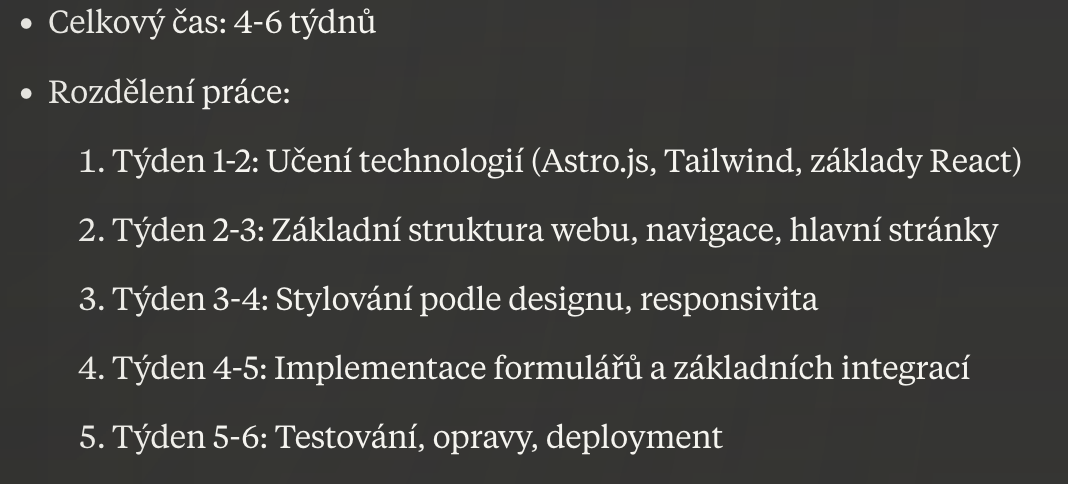 • Celkový čas: 4-6 týdnů
• Rozdělení práce:
1. Týden 1-2: Učení technologií (Astro.js, Tailwind, základy React)
2. Týden 2-3: Základní struktura webu, navigace, hlavní stránky
3. Týden 3-4: Stylování podle designu, responsivita
4. Týden 4-5: Implementace formulářů a základních integrací
5. Týden 5-6: Testování, opravy, deployment